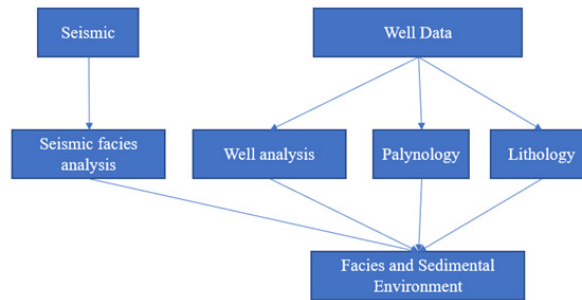 Seismic
Well Data
Seismic facies
analysis
Well analysis
Palynology
Lithology
Facies and Sedimental
Environment